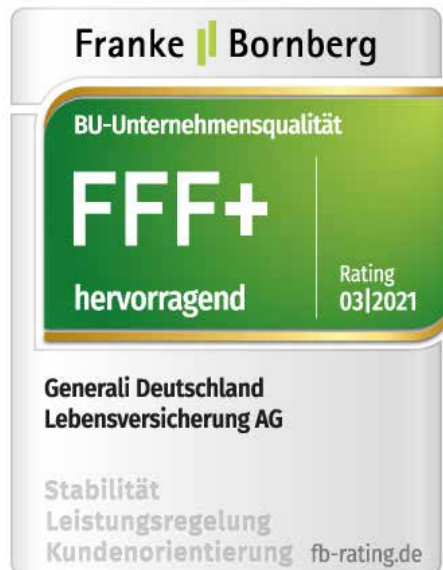 Franke Bornberg
BU-Unternehmensqualität
FFF+
hervorragend
Rating
03|2021
Generali Deutschland
Lebensversicherung AG
Stabilität
Leistungsregelung
Kundenorientierung fb-rating.de